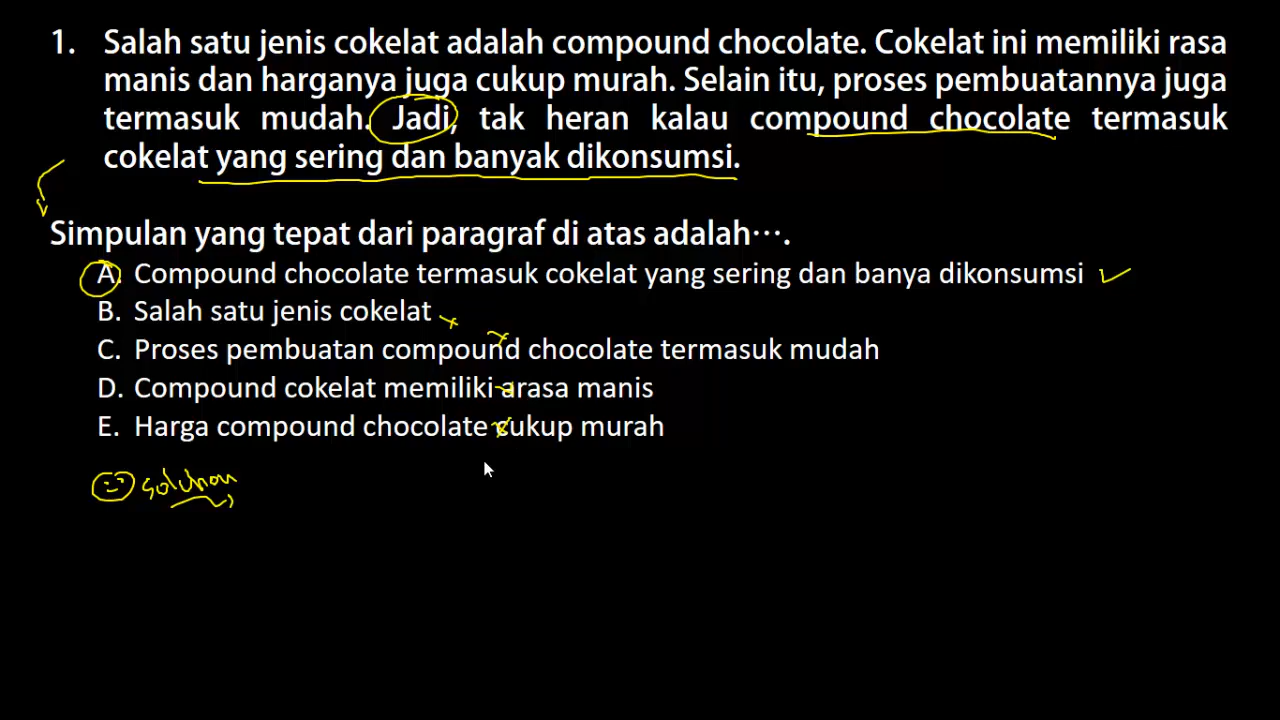 1. Salah satu jenis cokelat adalah compound chocolate. Cokelat ini memiliki rasa
manis dan harganya juga cukup murah. Selain itu, proses pembuatannya juga
termasuk mudah. Jadi, tak heran kalau compound chocolate termasuk
cokelat yang sering dan banyak dikonsumsi.
Simpulan yang tepat dari paragraf di atas adalah….
A. Compound chocolate termasuk cokelat yang sering dan banya dikonsumsi
B. Salah satu jenis cokelat
C. Proses pembuatan compound chocolate termasuk mudah
D. Compound cokelat memiliki arasa manis
E. Harga compound chocolate cukup murah